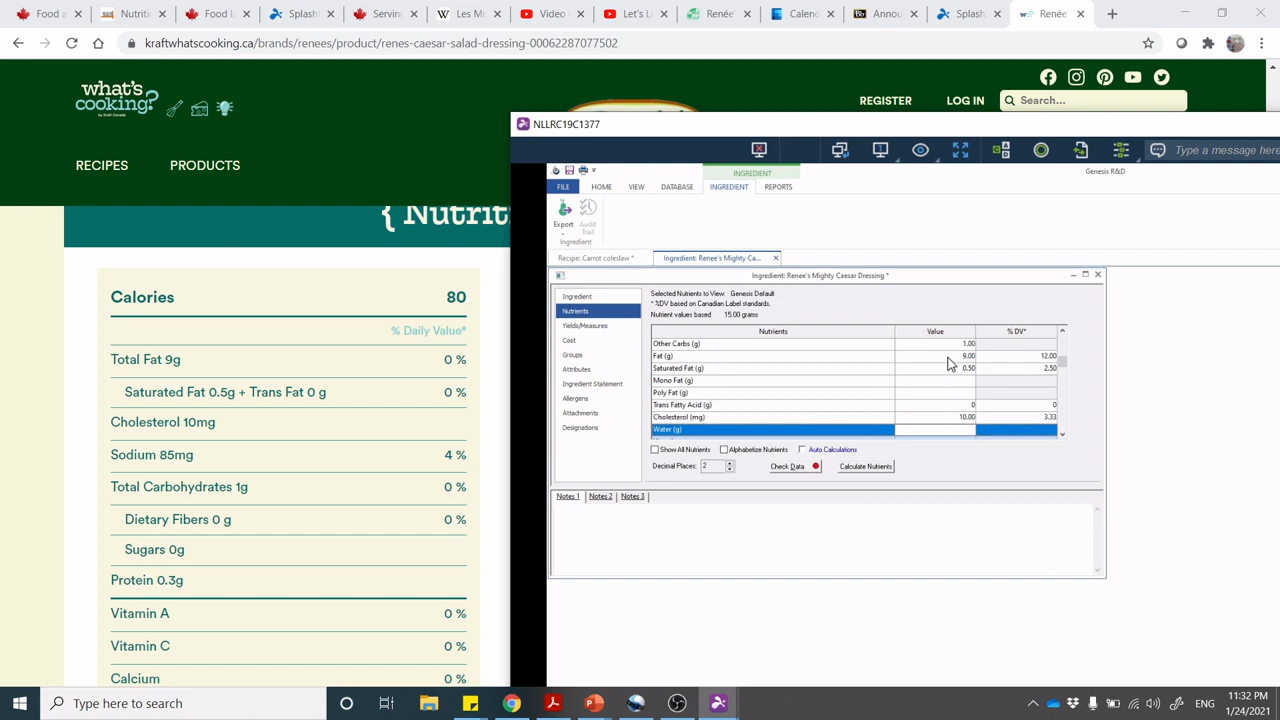 Food a
Nutriti
Food la
Splash
Serving
Les Mi
Video
Let's L
Renée
Calend
Annou
Splash
Renée
kraftwhatscooking.ca/brands/renees/product/renes-caesar-salad-dressing-00062287077502
what's
cooking?
by Kraft Canada
REGISTER
LOG IN
Search...
RECIPES
PRODUCTS
{ Nutriti
Calories 80
% Daily Value*
Total Fat 9g 0 %
Saturated Fat 0.5g + Trans Fat 0 g 0 %
Cholesterol 10mg
Sodium 85mg 4 %
Total Carbohydrates 1g 0 %
Dietary Fibers 0 g 0 %
Sugars 0g
Protein 0.3g
Vitamin A 0 %
Vitamin C 0 %
Calcium 0 %
NLLRC19C1377
Type a message here
INGREDIENT
Genesis R&D
FILE HOME VIEW DATABASE INGREDIENT REPORTS
Export
Audit
Trail
Ingredient
Recipe: Carrot coleslaw *
Ingredient: Renee's Mighty Ca...
Ingredient: Renee's Mighty Caesar Dressing *
Ingredient
Nutrients
Yields/Measures
Cost
Groups
Attributes
Ingredient Statement
Allergens
Attachments
Designations
Selected Nutrients to View: Genesis Default
* %DV based on Canadian Label standards.
Nutrient values based 15.00 grams
Nutrients Value % DV*
Other Carbs (g) 1.00
Fat (g) 9.00 12.00
Saturated Fat (g) 0.50 2.50
Mono Fat (g)
Poly Fat (g)
Trans Fatty Acid (g) 0 0
Cholesterol (mg) 10.00 3.33
Water (g)
Show All Nutrients Alphabetize Nutrients Auto Calculations
Decimal Places: 2 Check Data Calculate Nutrients
Notes 1 Notes 2 Notes 3
Type here to search
ENG
11:32 PM
1/24/2021